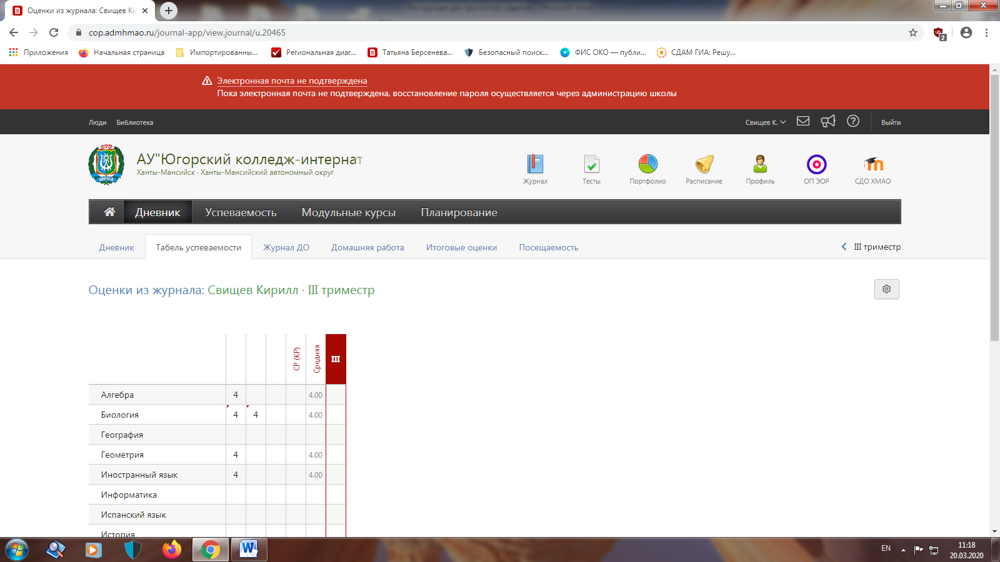 Оценки из журнала: Свищев Ки
cop.admhmao.ru/journal-app/view.journal/u.20465
2
Приложения
Начальная страница
Импортированны...
Региональная диаг...
Татьяна Берсенева...
Безопасный поиск...
ФИС ОКО — публи...
СДАМ ГИА: Решу...
Электронная почта не подтверждена
Пока электронная почта не подтверждена, восстановление пароля осуществляется через администрацию школы
Люди Библиотека
Свищев К.
Выйти
АУ"Югорский колледж-интернат
Ханты-Мансийск · Ханты-Мансийский автономный округ
Журнал
Тесты
Портфолио
Расписание
Профиль
ОП ЭОР
СДО ХМАО
Дневник Успеваемость Модульные курсы Планирование
Дневник Табель успеваемости Журнал ДО Домашняя работа Итоговые оценки Посещаемость
III триместр
Оценки из журнала: Свищев Кирилл · III триместр
СР (КР)
Средняя
III
Алгебра 4 4.00
Биология 4 4 4.00
География
Геометрия 4 4.00
Иностранный язык 4 4.00
Информатика
Испанский язык
История
EN
11:18
20.03.2020